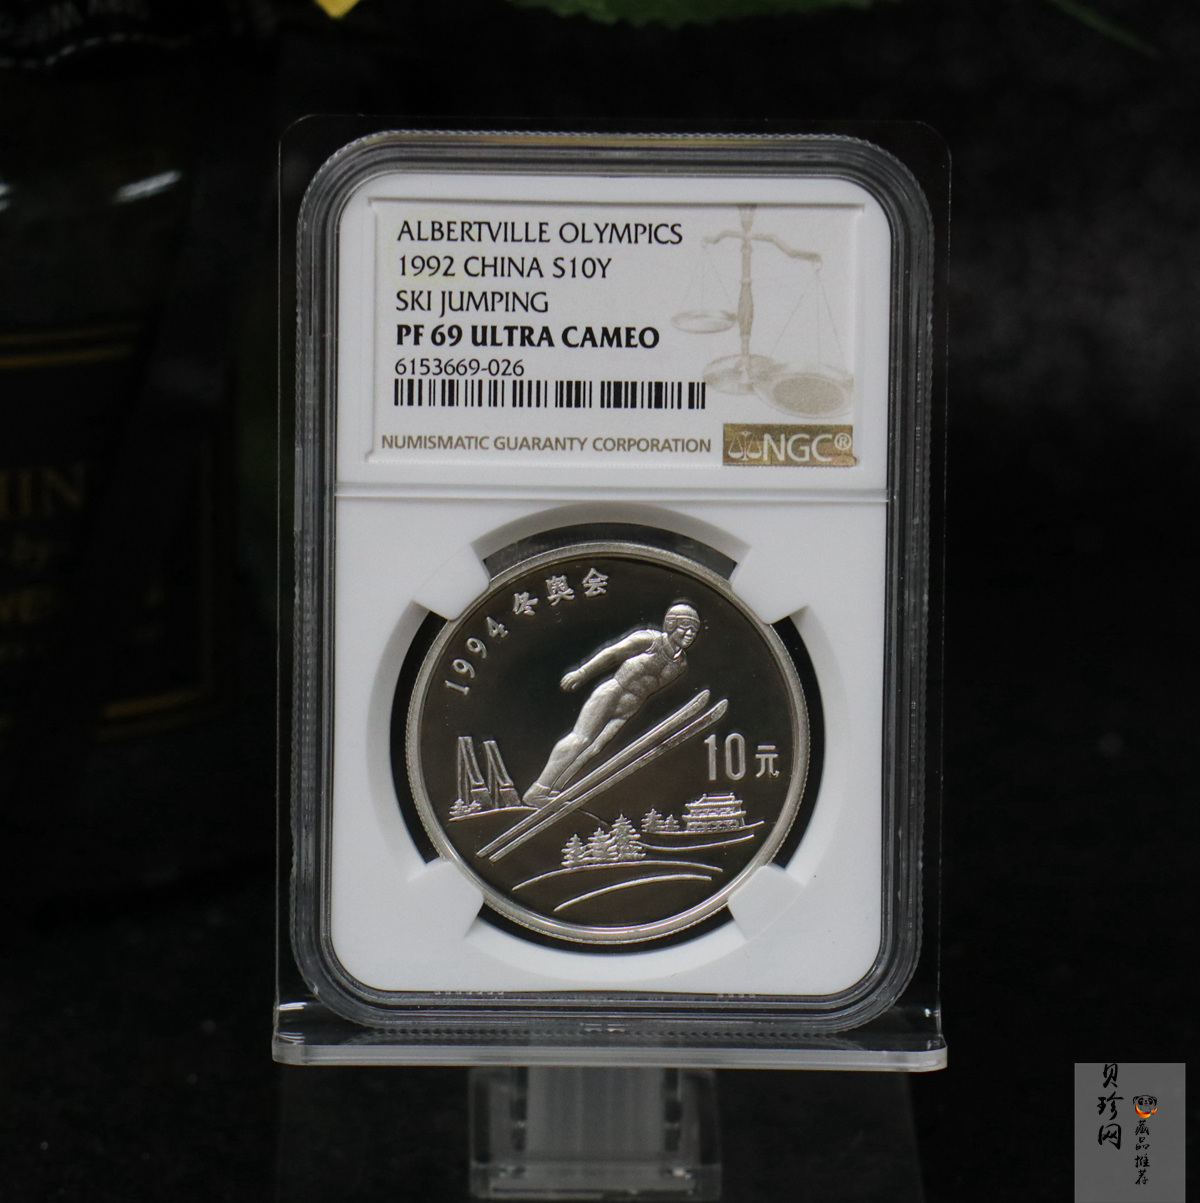 ALBERTVILLE OLYMPICS
1992 CHINA S10Y
SKI JUMPING
PF 69 ULTRA CAMEO
6153669-026
NUMISMATIC GUARANTY CORPORATION
NGC®
1994冬奥会
10元
贝珍网
藏品推荐